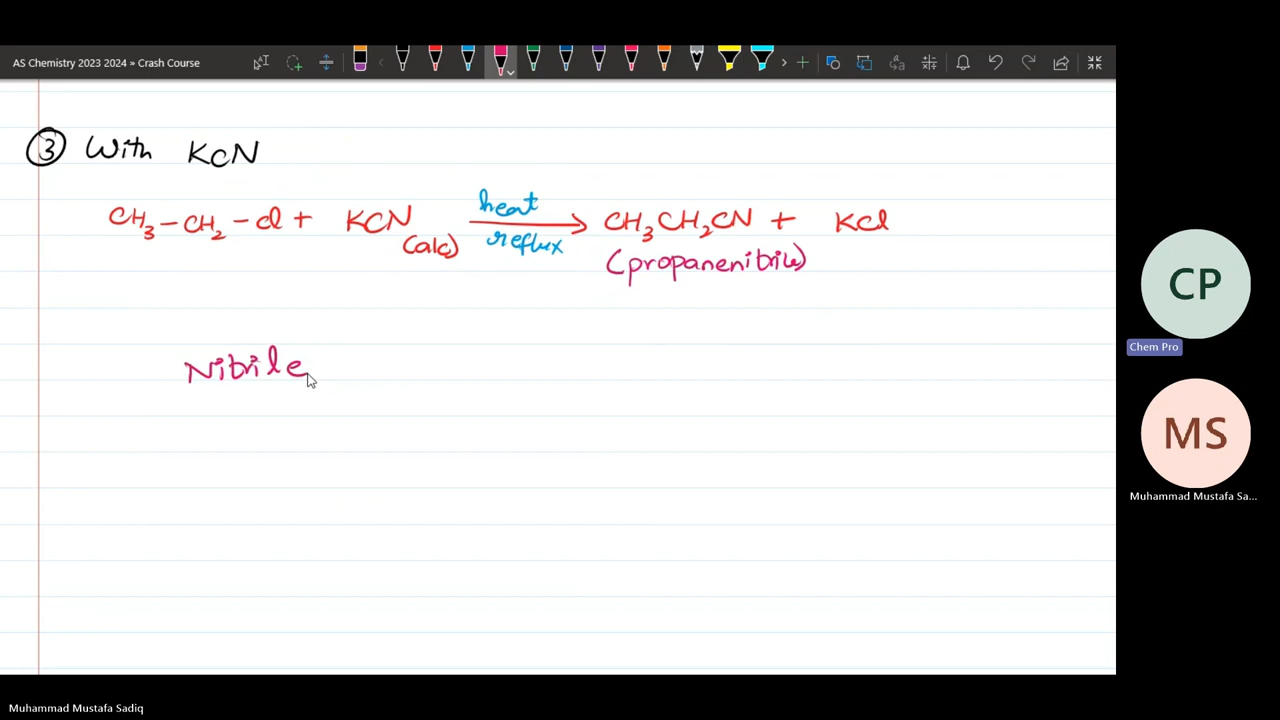 AS Chemistry 2023 2024 » Crash Course
③ With KCN
CH₃ – CH₂ – Cl + KCN (alc) heat reflux → CH₃CH₂CN + KCl
(propanenitrile)
Nitrile
CP
Chem Pro
MS
Muhammad Mustafa Sa...
Muhammad Mustafa Sadiq